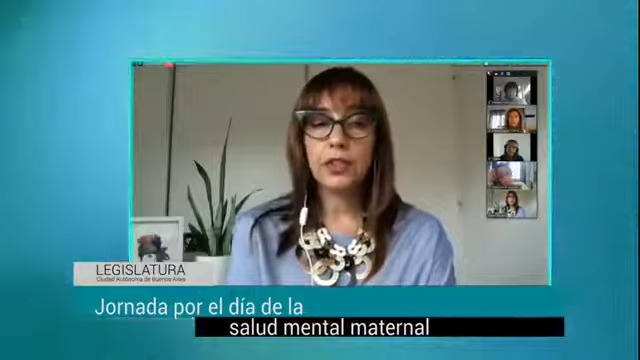 LEGISLATURA
Ciudad Autónoma de Buenos Aires
Jornada por el día de la
salud mental maternal